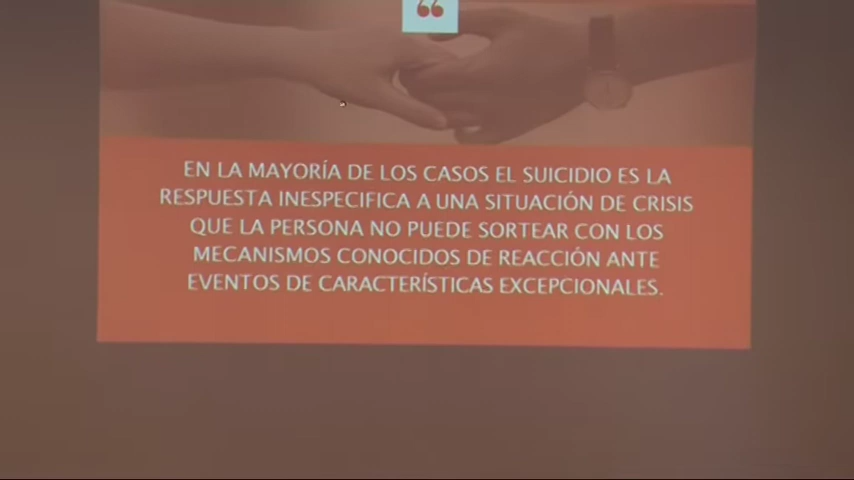 EN LA MAYORÍA DE LOS CASOS EL SUICIDIO ES LA
RESPUESTA INESPECIFICA A UNA SITUACIÓN DE CRISIS
QUE LA PERSONA NO PUEDE SORTEAR CON LOS
MECANISMOS CONOCIDOS DE REACCIÓN ANTE
EVENTOS DE CARACTERÍSTICAS EXCEPCIONALES.